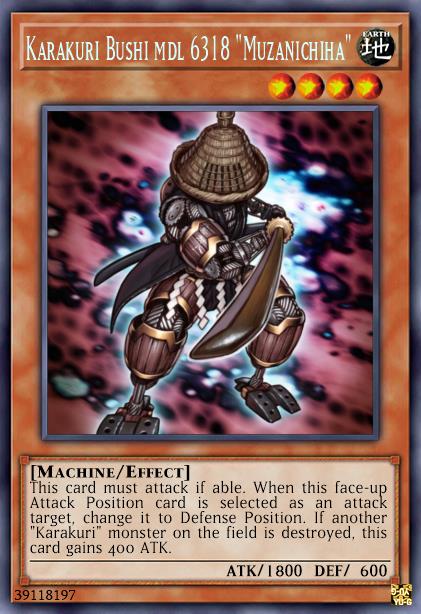 Karakuri Bushi mdl 6318 "Muzanichiha"
EARTH
地
[Machine/Effect]
This card must attack if able. When this face-up
Attack Position card is selected as an attack
target, change it to Defense Position. If another
"Karakuri" monster on the field is destroyed, this
card gains 400 ATK.
ATK/1800 DEF/ 600
39118197